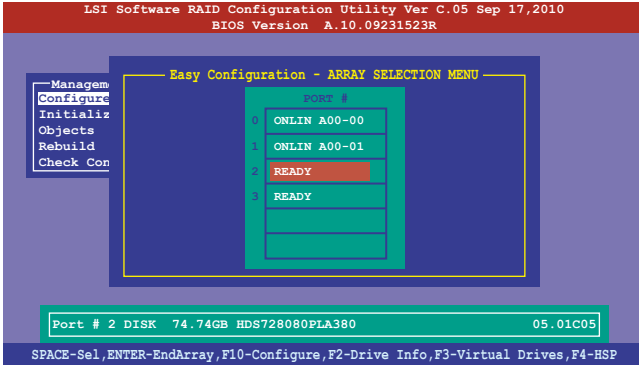 LSI Software RAID Configuration Utility Ver C.05 Sep 17,2010
BIOS Version A.10.09231523R
Easy Configuration - ARRAY SELECTION MENU
Managem
Configure
Initializ
Objects
Rebuild
Check Con
PORT #
0 ONLIN A00-00
1 ONLIN A00-01
2 READY
3 READY
Port # 2 DISK 74.74GB HDS728080PLA380 05.01C05
SPACE-Sel,ENTER-EndArray,F10-Configure,F2-Drive Info,F3-Virtual Drives,F4-HSP